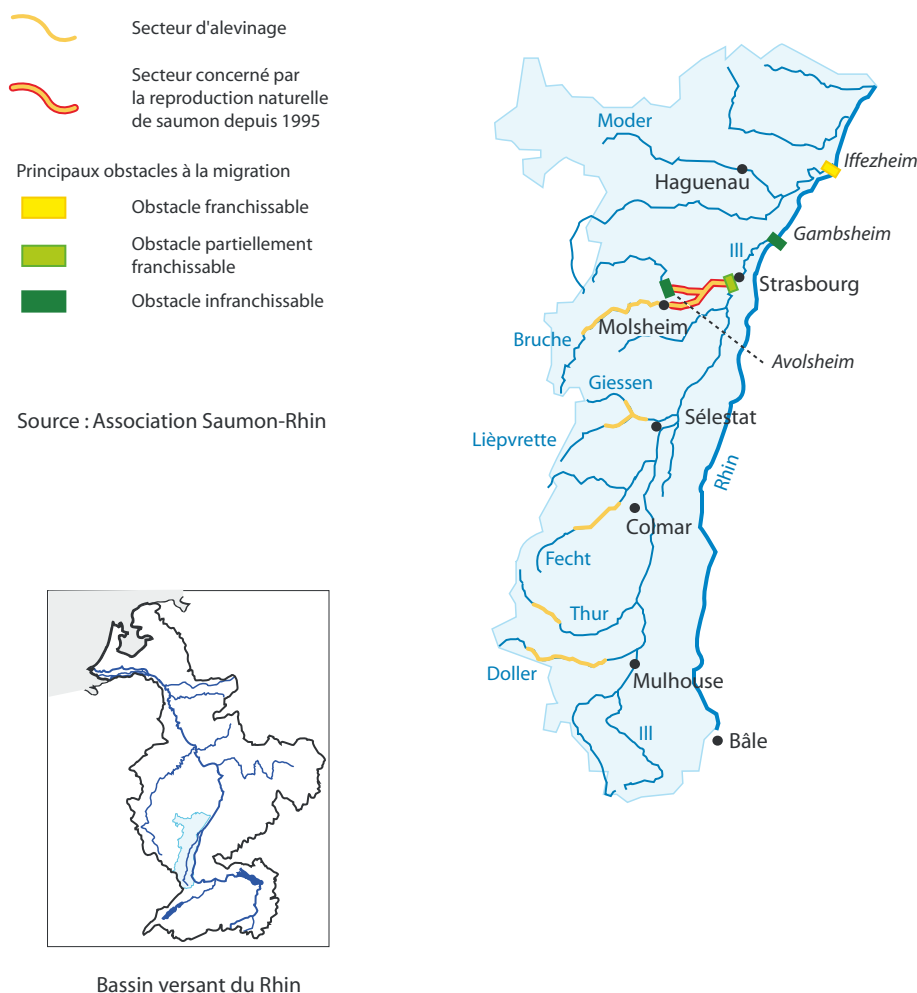 Secteur d'alevinage
Secteur concerné par
la reproduction naturelle
de saumon depuis 1995
Principaux obstacles à la migration
Obstacle franchissable
Obstacle partiellement
franchissable
Obstacle infranchissable
Source : Association Saumon-Rhin
Bassin versant du Rhin
Moder
Iffezheim
Haguenau
Gambsheim
Ill
Strasbourg
Molsheim
Bruche
Avolsheim
Giessen
Sélestat
Lièpvrette
Rhin
Colmar
Fecht
Thur
Doller
Mulhouse
Ill
Bâle